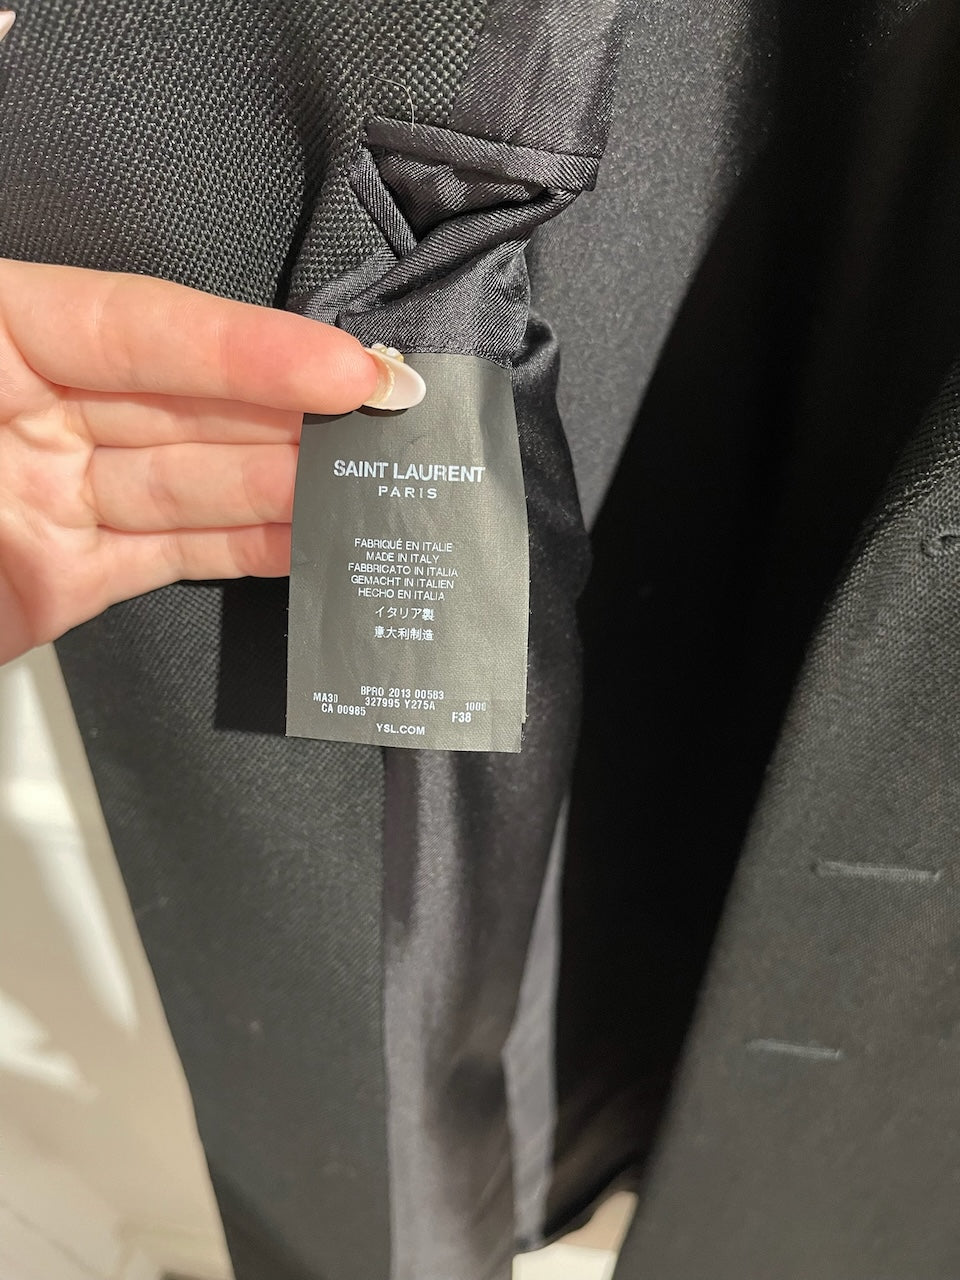 SAINT LAURENT
PARIS
FABRIQUÉ EN ITALIE
MADE IN ITALY
FABBRICATO IN ITALIA
GEMACHT IN ITALIEN
HECHO EN ITALIA
イタリア製
意大利制造
BPRO 2013 00583
MA30 327995 Y275A 1000
CA 00985 F38
YSL.COM